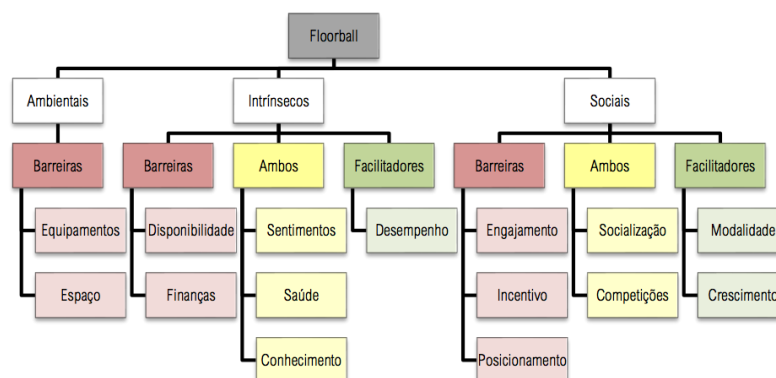 Floorball
Ambientais
Intrínsecos
Sociais
Barreiras
Barreiras
Ambos
Facilitadores
Barreiras
Ambos
Facilitadores
Equipamentos
Disponibilidade
Sentimentos
Desempenho
Engajamento
Socialização
Modalidade
Espaço
Finanças
Saúde
Incentivo
Competições
Crescimento
Conhecimento
Posicionamento